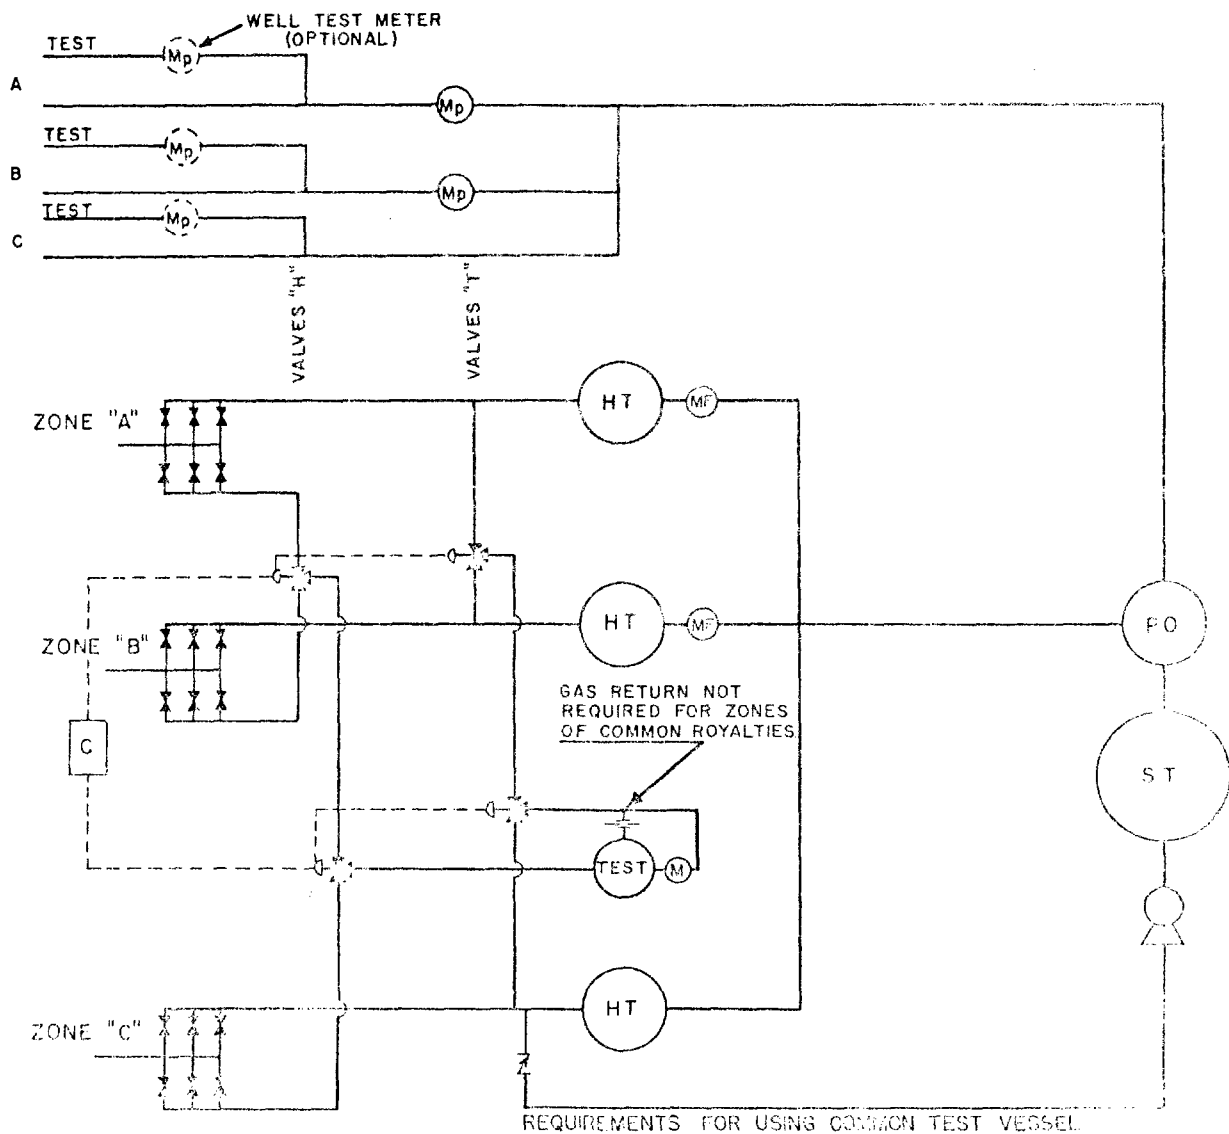 WELL TEST METER
(OPTIONAL)
TEST
Mp
A
Mp
TEST
Mp
B
Mp
TEST
Mp
C
VALVES "H"
VALVES "T"
ZONE "A"
HT
MF
ZONE "B"
HT
MF
PO
GAS RETURN NOT
REQUIRED FOR ZONES
OF COMMON ROYALTIES
C
ST
TEST
M
ZONE "C"
HT
REQUIREMENTS FOR USING COMMON TEST VESSEL